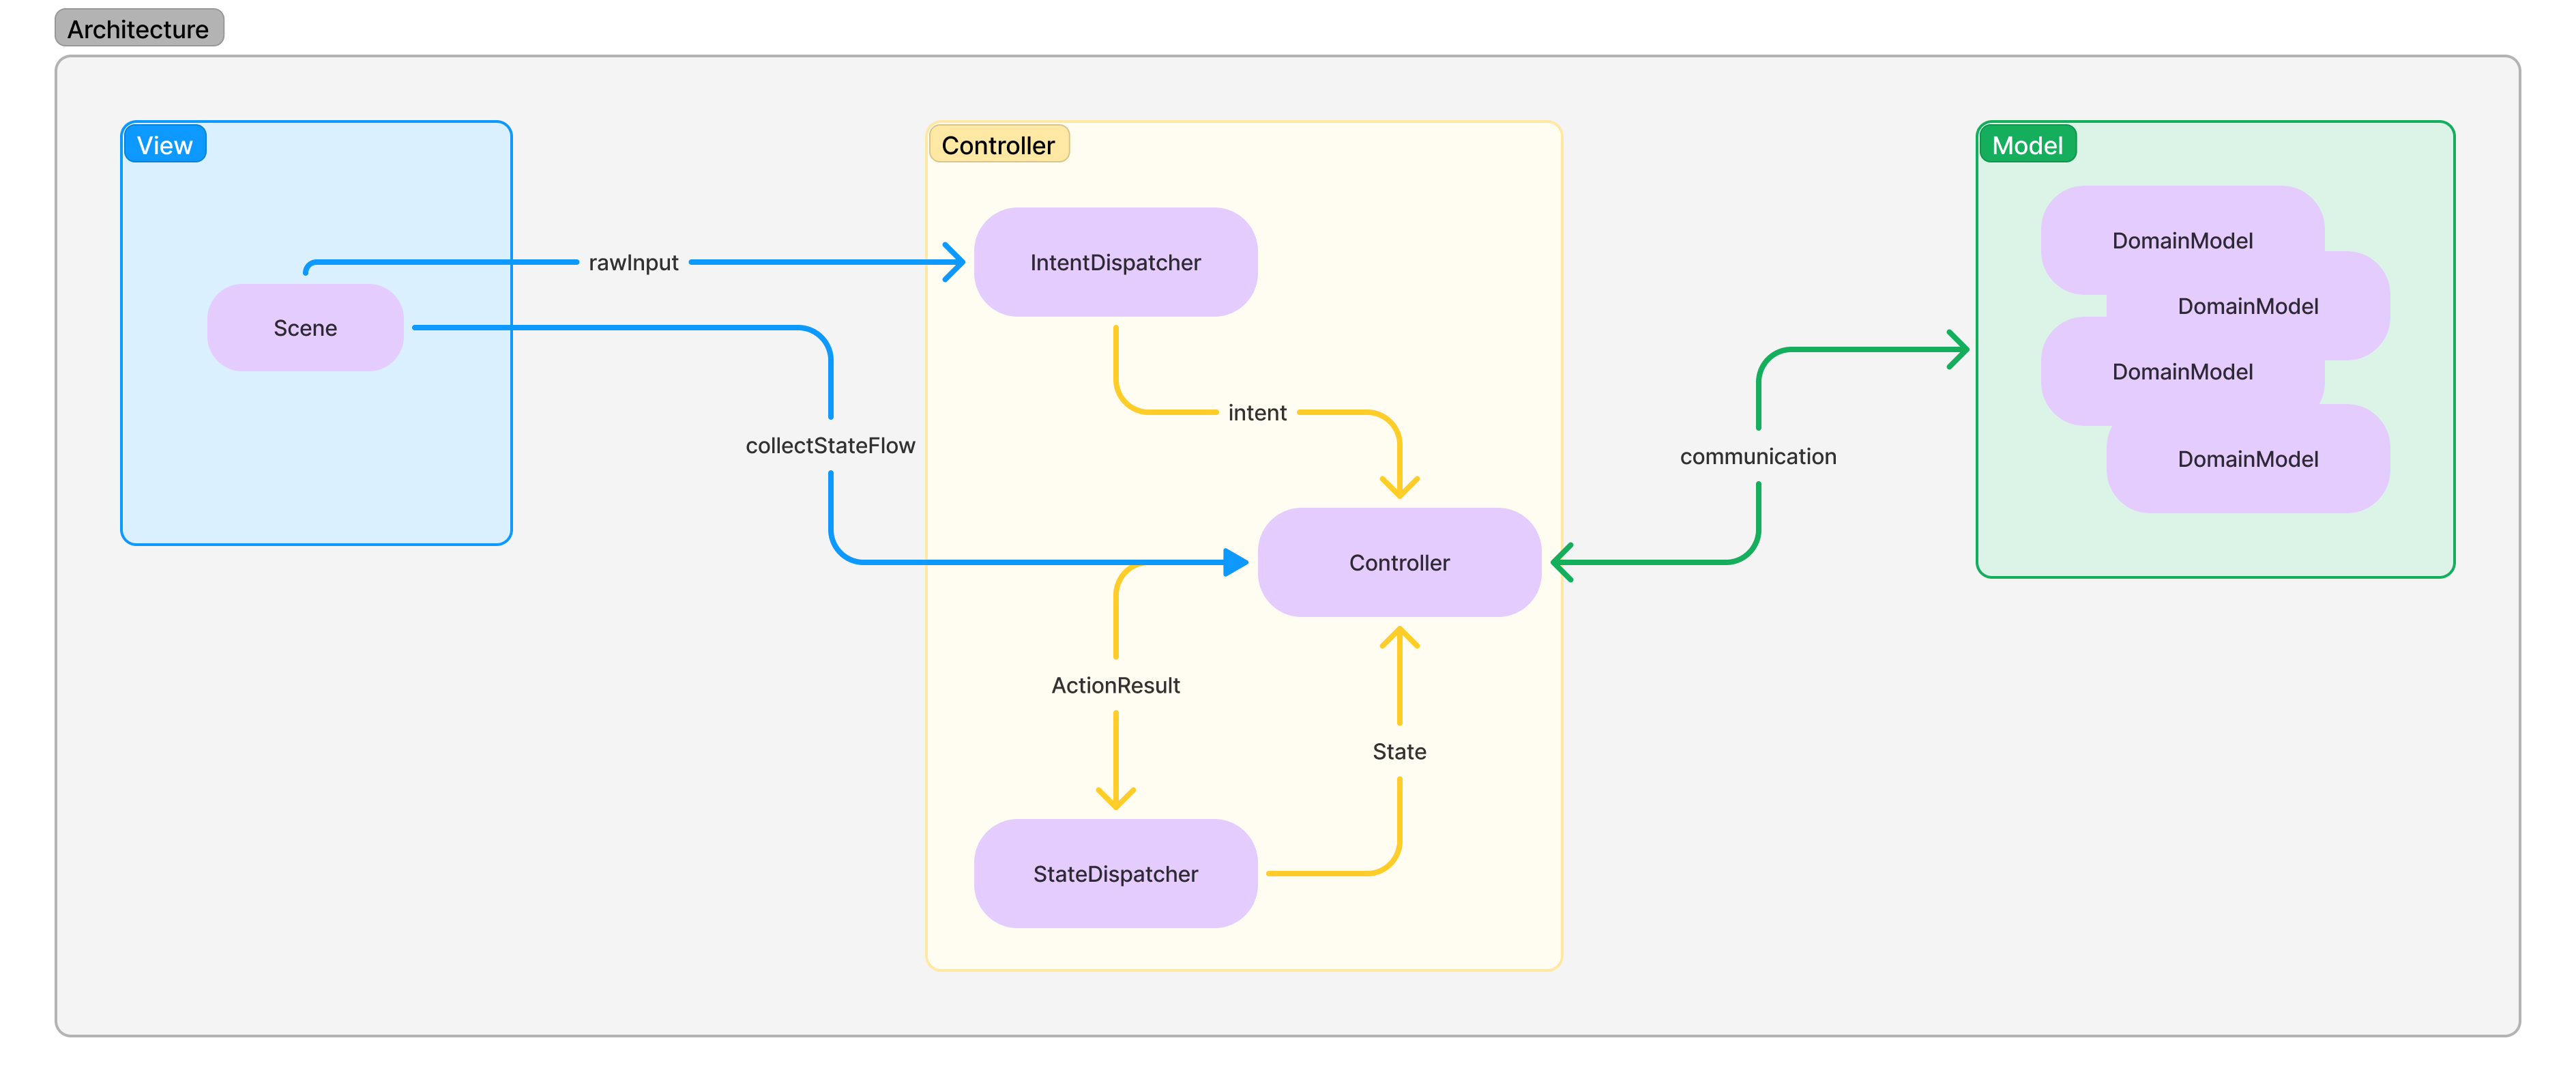 Architecture
View
Scene
rawInput
collectStateFlow
Controller
IntentDispatcher
intent
Controller
ActionResult
State
StateDispatcher
communication
Model
DomainModel
DomainModel
DomainModel
DomainModel